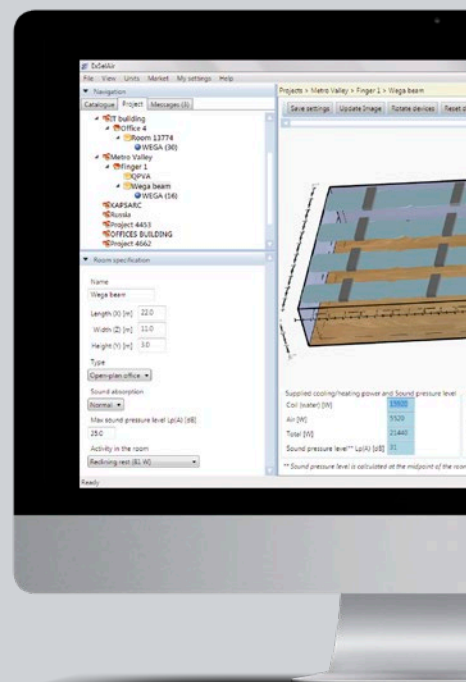 ExSelAir
File View Units Market My settings Help
Navigation
Catalogue Project Messages (3)
IT building
Office 4
Room 13774
WEGA (30)
Metro Valley
Finger 1
QPVA
Wega beam
WEGA (56)
KAPSARC
Russia
Project 4453
OFFICES BUILDING
Project 4662
Room specification
Name
Wega beam
Length (X) [m] 22.0
Width (Z) [m] 11.0
Height (Y) [m] 3.0
Type
Open-plan office
Sound absorption
Normal
Max sound pressure level Lp(A) [dB]
35.0
Activity in the room
Reclining rest (81 W)
Ready
Projects > Metro Valley > Finger 1 > Wega beam
Save settings Update Image Rotate devices Reset
Supplied cooling/heating power and Sound pressure level
Coil (water) [W]
Air [W] 5520
Total [W] 21440
Sound pressure level** Lp(A) [dB] 31
** Sound pressure level is calculated at the midpoint of the room